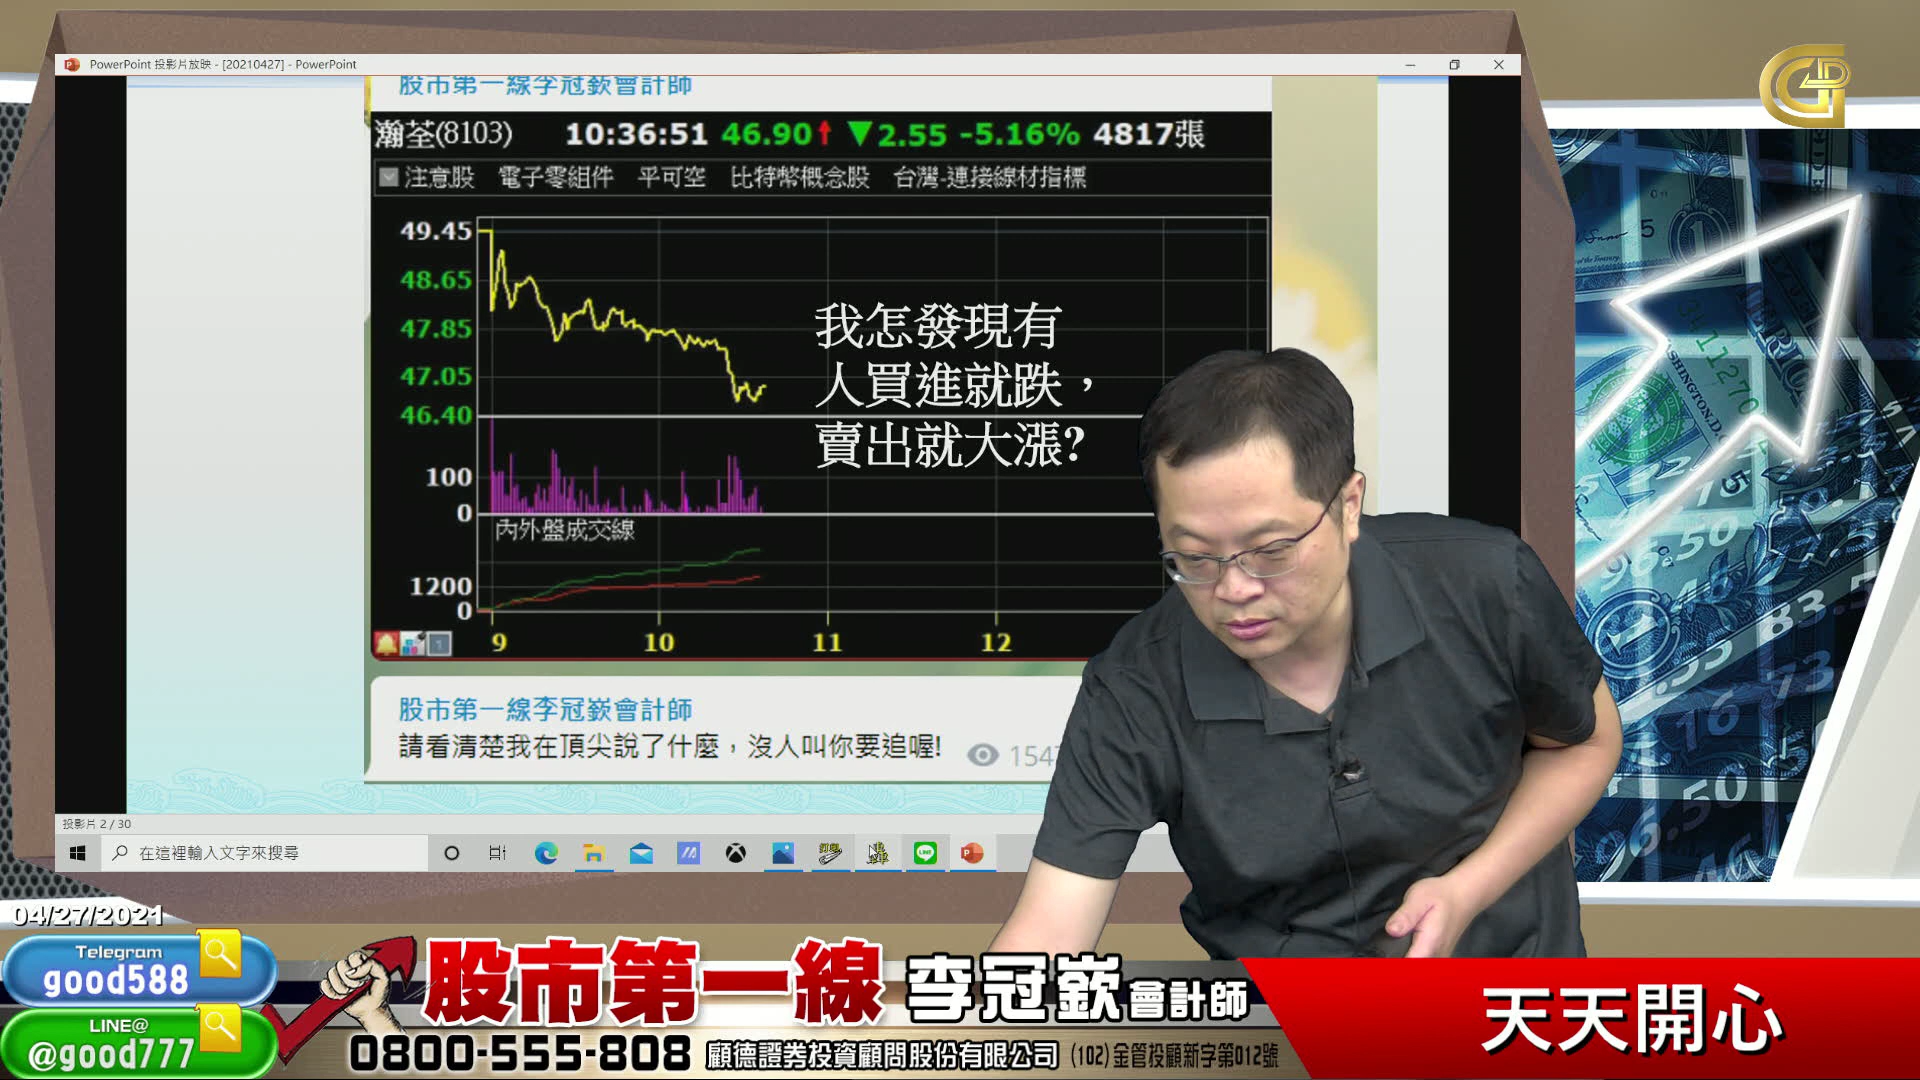 PowerPoint 投影片放映 - [20210427] - PowerPoint
股市第一線李冠嶔會計師
瀚荃(8103) 10:36:51 46.90↑ ▼2.55 -5.16% 4817張
注意股 電子零組件 平可空 比特幣概念股 台灣-連接線材指標
49.45
48.65
47.85
47.05
46.40
100
0
我怎發現有
人買進就跌，
賣出就大漲?
內外盤成交線
1200
0
9 10 11 12
股市第一線李冠嶔會計師
請看清楚我在頂尖說了什麼，沒人叫你要追喔!
投影片 2 / 30
在這裡輸入文字來搜尋
04/27/2021
Telegram
good588
LINE@
@good777
股市第一線 李冠嶔會計師
0800-555-808 顧德證券投資顧問股份有限公司 (102)金管投顧新字第012號
天天開心